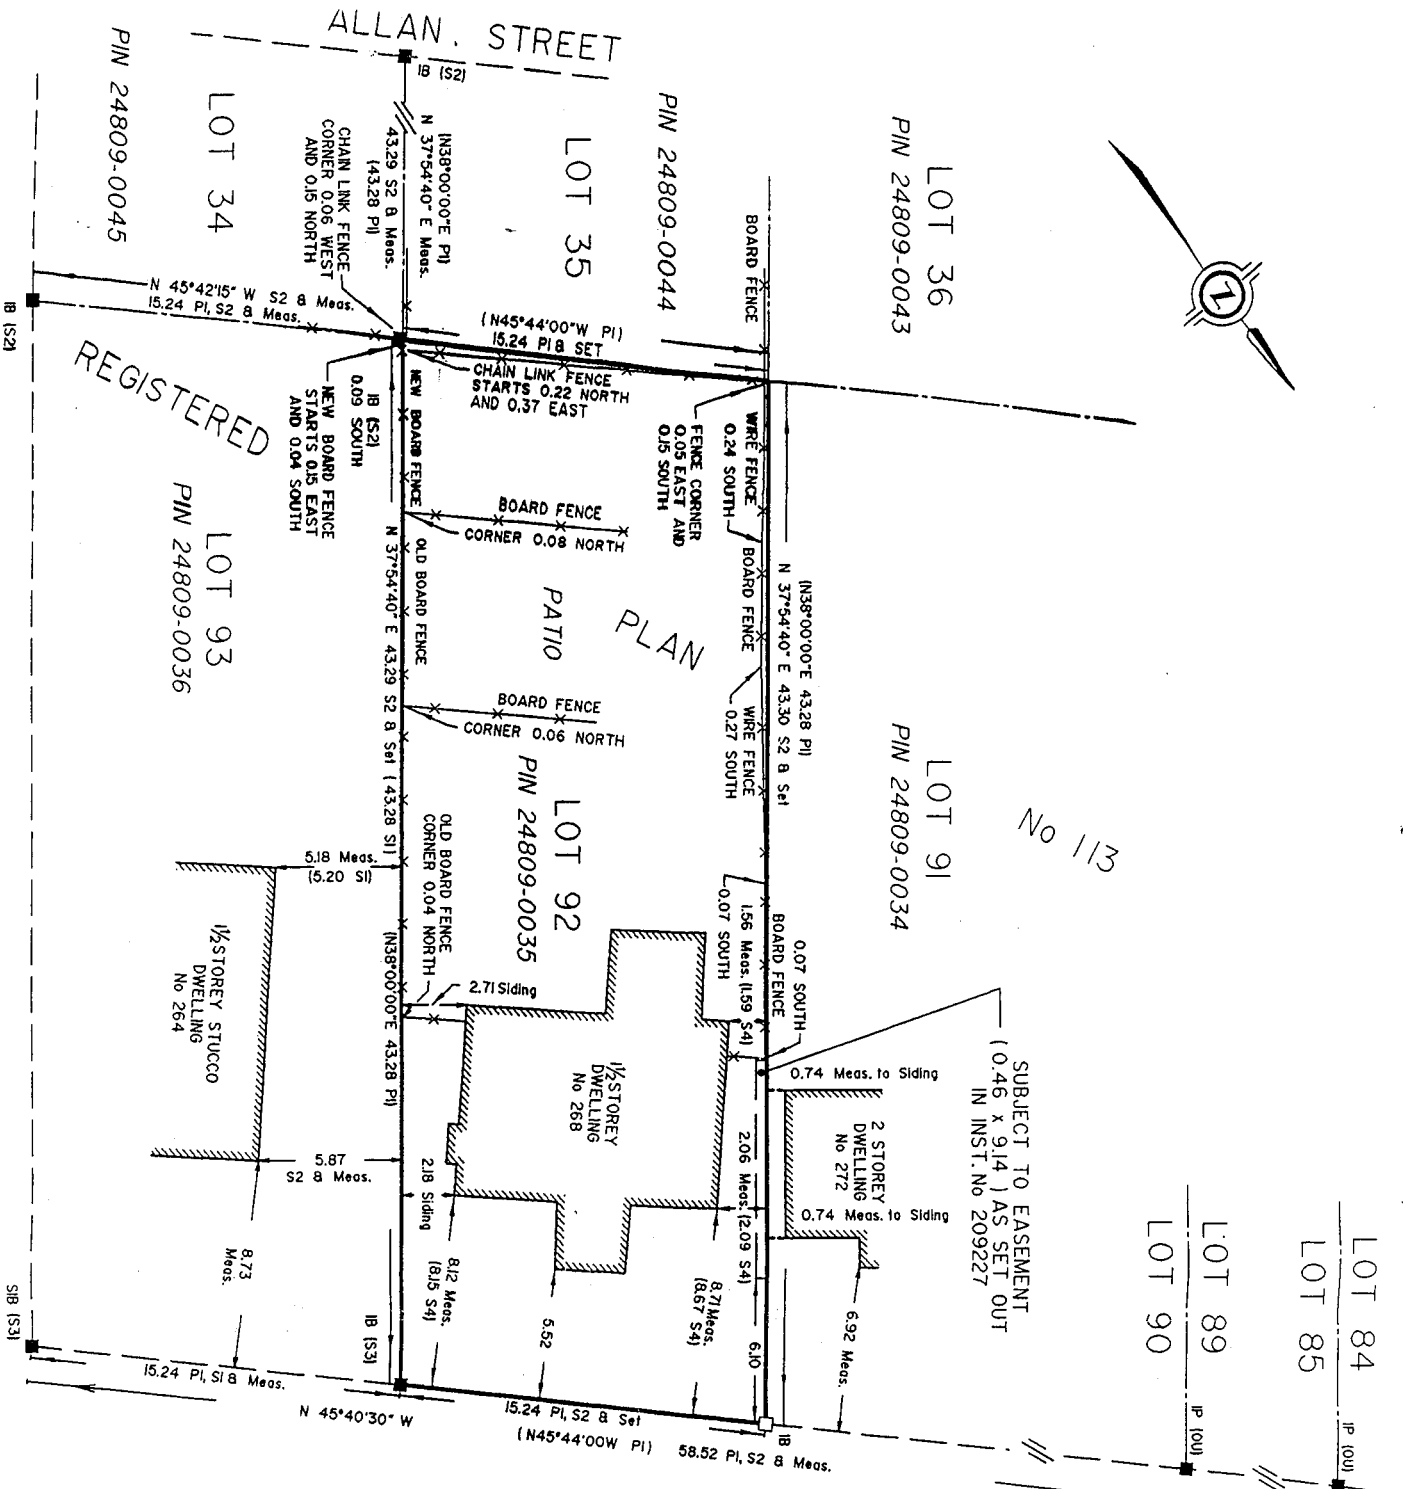 ALLAN. STREET
IB (S2)
PIN 24809-0045
LOT 34
CHAIN LINK FENCE
CORNER 0.06 WEST
AND 0.15 NORTH
(N38°00'00"E P1)
N 37°54'40" E Meas.
43.29 S2 & Meas.
(43.28 P1)
LOT 35
PIN 24809-0044
BOARD FENCE
LOT 36
PIN 24809-0043
N 45°42'15" W S2 & Meas.
15.24 P1, S2 & Meas.
IB (S2)
(N45°44'00"W P1)
15.24 P1 & SET
CHAIN LINK FENCE
STARTS 0.22 NORTH
AND 0.37 EAST
REGISTERED
IB (S2)
0.09 SOUTH
NEW BOARD FENCE
STARTS 0.15 EAST
AND 0.04 SOUTH
NEW BOARD FENCE
FENCE CORNER
0.05 EAST AND
0.15 SOUTH
WIRE FENCE
0.24 SOUTH
BOARD FENCE
CORNER 0.08 NORTH
LOT 93
PIN 24809-0036
N 37°54'40" E 43.29 S2 & Set (43.28 S1)
OLD BOARD FENCE
PATIO
PLAN
BOARD FENCE
(N38°00'00"E 43.28 P1)
N 37°54'40" E 43.30 S2 & Set
BOARD FENCE
CORNER 0.06 NORTH
WIRE FENCE
0.27 SOUTH
LOT 92
PIN 24809-0035
LOT 91
PIN 24809-0034
No 113
5.18 Meas.
(5.20 S1)
OLD BOARD FENCE
CORNER 0.04 NORTH
(N38°00'00"E 43.28 P1)
2.71 Siding
0.07 SOUTH
1.56 Meas. (1.59 S4)
BOARD FENCE
0.07 SOUTH
1½ STOREY STUCCO
DWELLING
No 264
1½ STOREY
DWELLING
No 268
0.74 Meas. to Siding
2 STOREY
DWELLING
No 272
0.74 Meas. to Siding
SUBJECT TO EASEMENT
(0.46 x 9.14) AS SET OUT
IN INST. No 209227
5.87
S2 & Meas.
2.18 Siding
2.06 Meas. (2.09 S4)
8.73
Meas.
8.12 Meas.
(8.15 S4)
5.52
8.71 Meas.
(8.67 S4)
6.10
6.92 Meas.
LOT 89
LOT 90
LOT 84
LOT 85
SIB (S3)
IB (S3)
15.24 P1, S1 & Meas.
N 45°40'30" W
15.24 P1, S2 & Set
(N45°44'00W P1)
58.52 P1, S2 & Meas.
IB
IP (OU)
IP (OU)